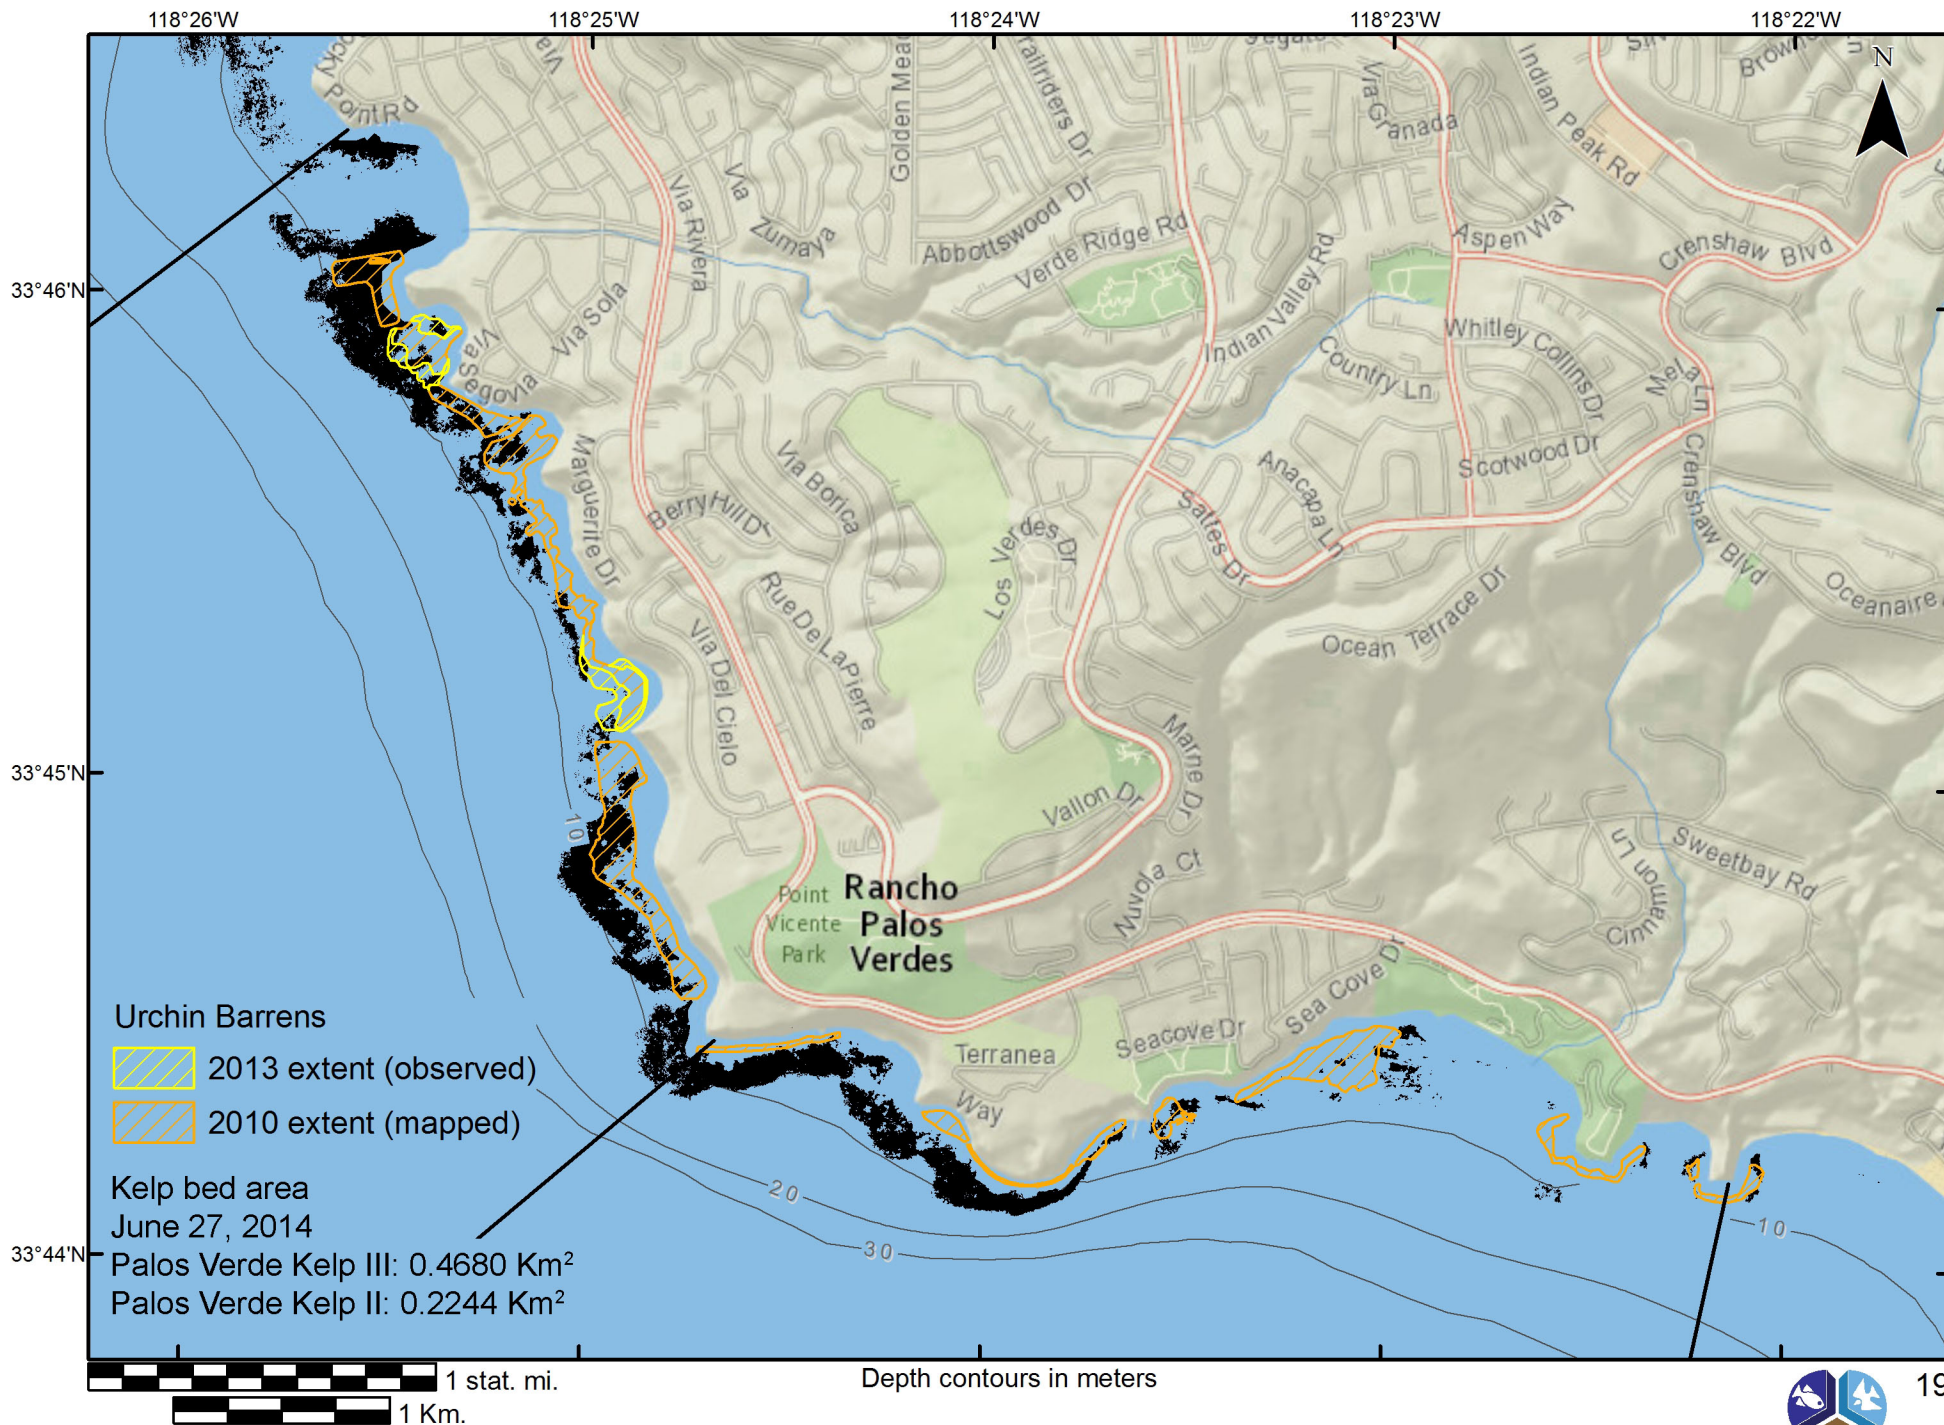 118°26'W
118°25'W
118°24'W
118°23'W
118°22'W
33°46'N
33°45'N
33°44'N
N
Point Rd
Via
Golden Mead
Trailriders Dr
Via Granada
Indian Peak Rd
Via Rivera
Via
Zumaya
Abbottswood Dr
Verde Ridge Rd
Indian Valley Rd
Aspen Way
Crenshaw Blvd
Via Sola
Via
Segovia
Whitley Collins Dr
Country Ln
Mela Ln
Marguerite Dr
Via Borica
Berry Hill Dr
Los Verdes Dr
Salles Dr
Anacapa Ln
Scotwood Dr
Crenshaw Blvd
Oceanaire
Rue De La Pierre
Via Del Cielo
Ocean Terrace Dr
Marne Dr
Vallon Dr
Nuvola Ct
Cinnamon Ln
Sweetbay Rd
Point
Vicente
Park
Rancho
Palos
Verdes
Sea Cove Dr
Seacove Dr
Terranea
Way
10
20
30
10
Urchin Barrens
2013 extent (observed)
2010 extent (mapped)
Kelp bed area
June 27, 2014
Palos Verde Kelp III: 0.4680 Km²
Palos Verde Kelp II: 0.2244 Km²
1 stat. mi.
1 Km.
Depth contours in meters
19